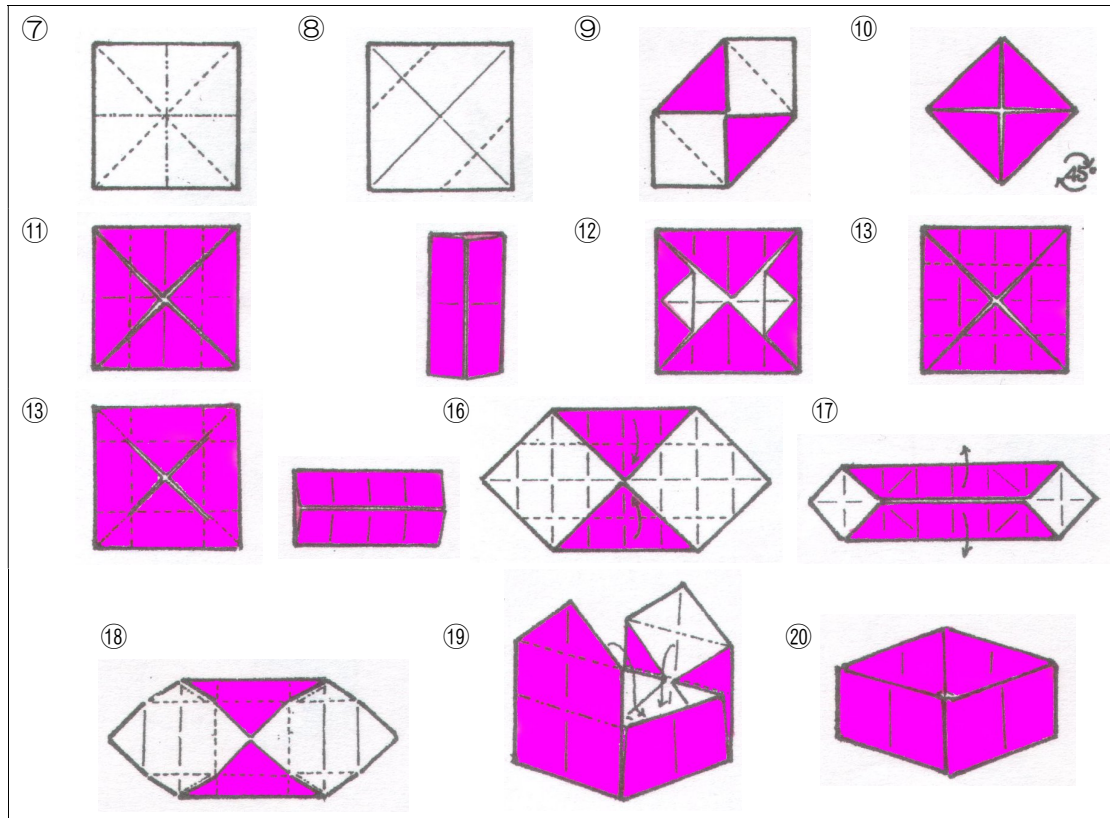 ⑦ ⑧ ⑨ ⑩
45°
⑪ ⑫ ⑬
⑬ ⑯ ⑰
⑱ ⑲ ⑳